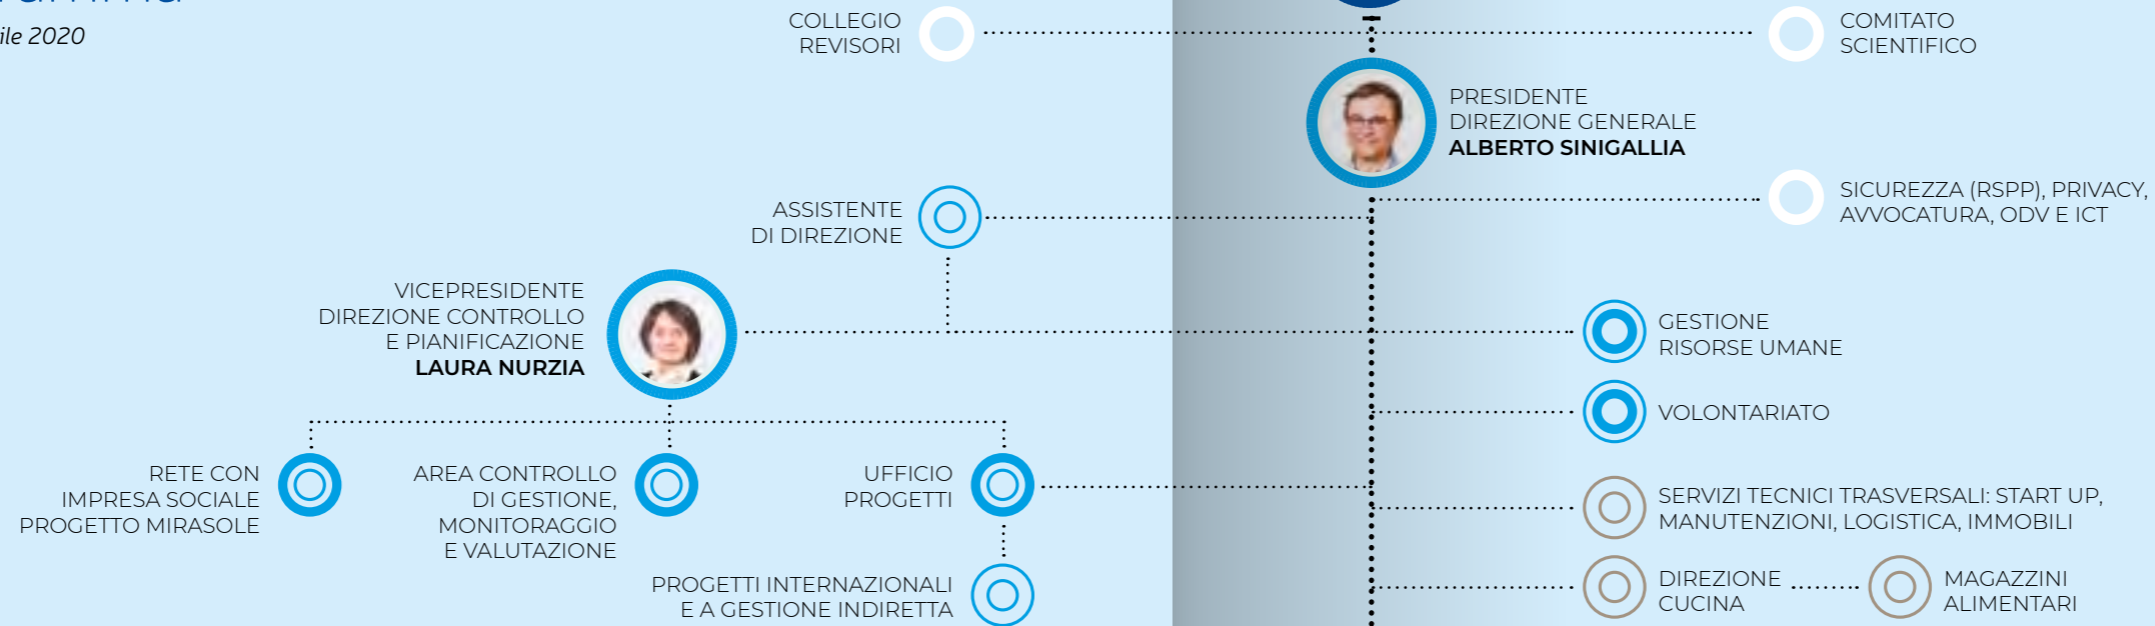 2020
COLLEGIO
REVISORI
COMITATO
SCIENTIFICO
PRESIDENTE
DIREZIONE GENERALE
ALBERTO SINIGALLIA
ASSISTENTE
DI DIREZIONE
SICUREZZA (RSPP), PRIVACY,
AVVOCATURA, ODV E ICT
VICEPRESIDENTE
DIREZIONE CONTROLLO
E PIANIFICAZIONE
LAURA NURZIA
GESTIONE
RISORSE UMANE
VOLONTARIATO
RETE CON
IMPRESA SOCIALE
PROGETTO MIRASOLE
AREA CONTROLLO
DI GESTIONE,
MONITORAGGIO
E VALUTAZIONE
UFFICIO
PROGETTI
SERVIZI TECNICI TRASVERSALI: START UP,
MANUTENZIONI, LOGISTICA, IMMOBILI
PROGETTI INTERNAZIONALI
E A GESTIONE INDIRETTA
DIREZIONE
CUCINA
MAGAZZINI
ALIMENTARI